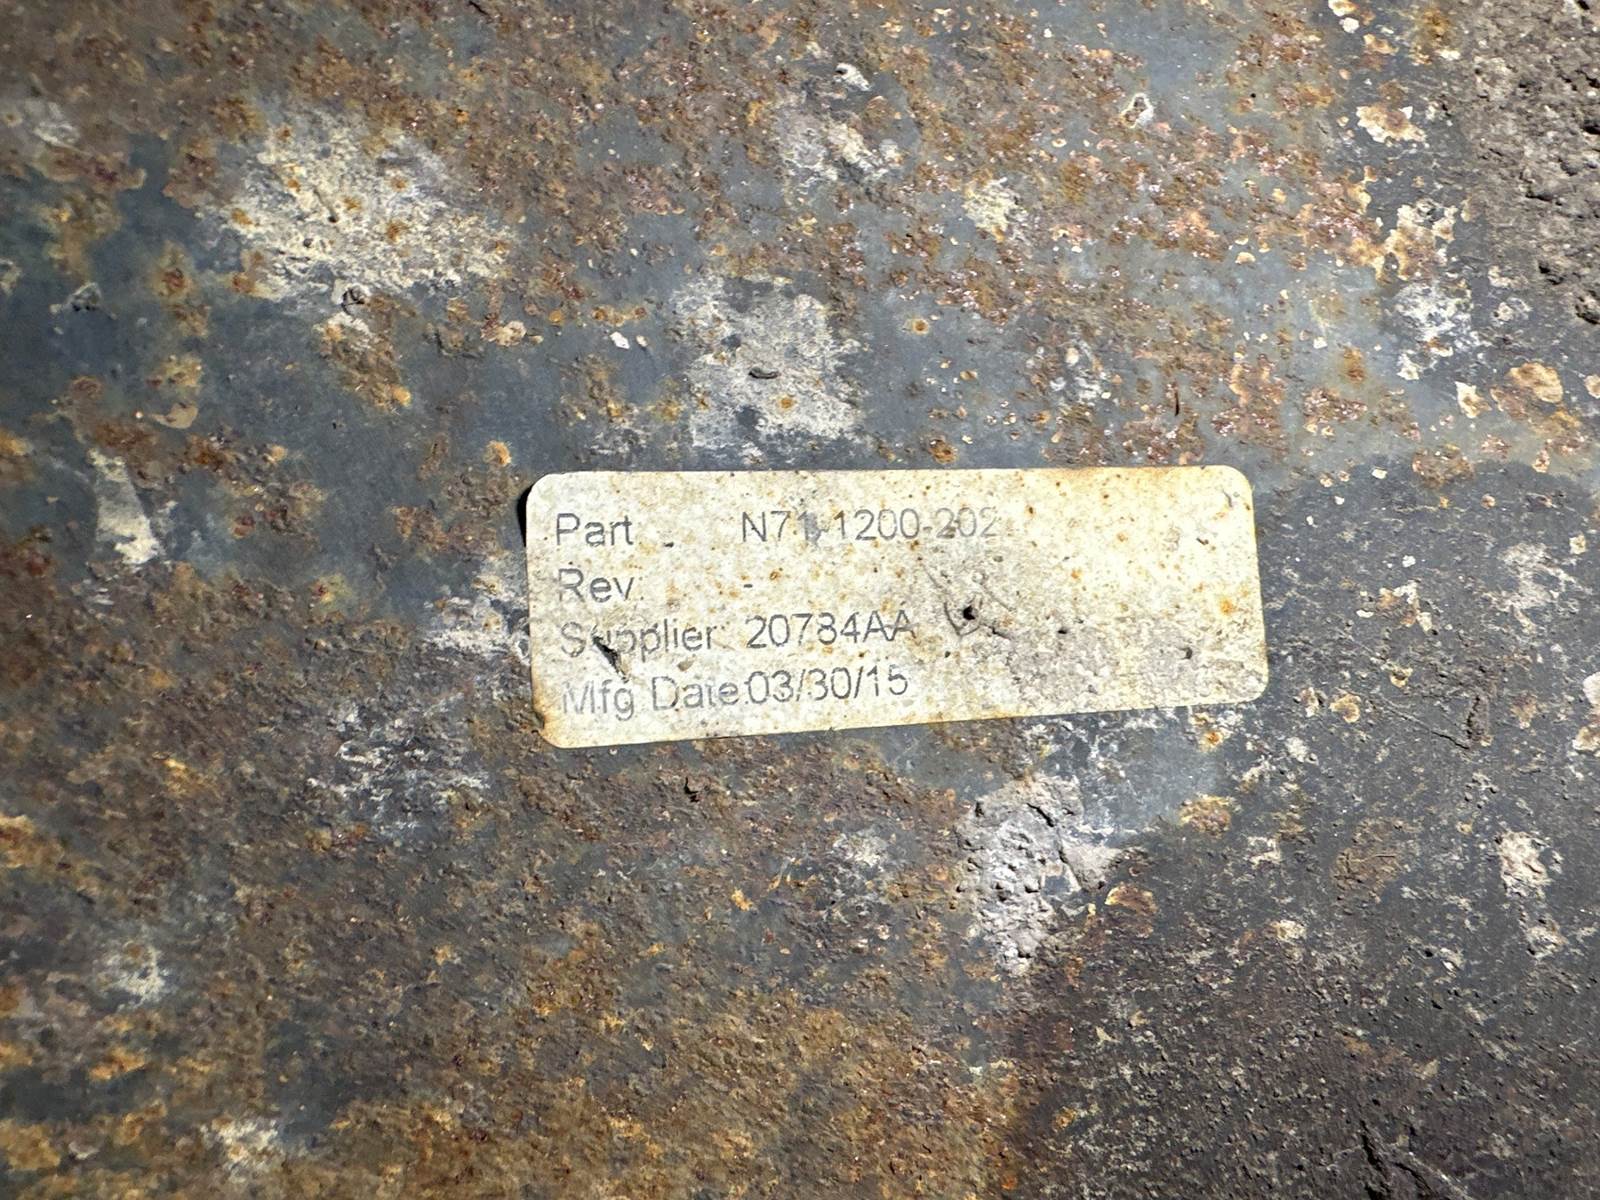 Part N71-1200-202
Rev: -
Supplier: 20784AA
Mfg Date:03/30/15